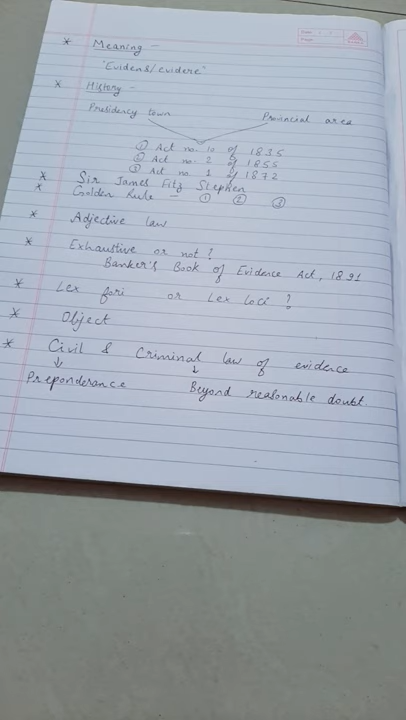 * Meaning -
"Evidens/evidere"
* History -
Presidency town Provincial area
① Act no. 10 of 1835
② Act no. 2 of 1855
③ Act no. 1 of 1872
* Sir James Fitz Stephen
* Golden Rule - ① ② ③
* Adjective law
* Exhaustive or not?
Banker's Book of Evidence Act, 1891
* Lex fori or Lex loci ?
* Object
* Civil & Criminal law of evidence
↓ ↓
Preponderance Beyond reasonable doubt.